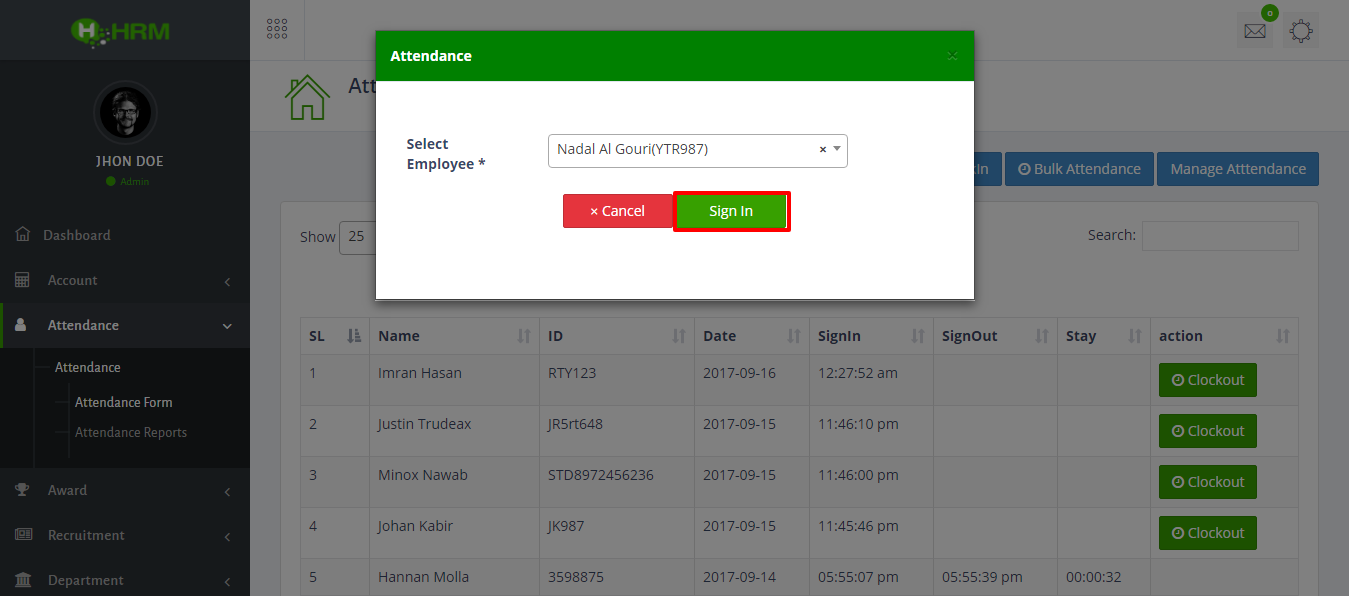 HRM
0
JHON DOE
Admin
Dashboard
Account
Attendance
Attendance
Attendance Form
Attendance Reports
Award
Recruitment
Department
Att
In
Bulk Attendance
Manage Atttendance
Attendance ×
Select
Employee *
Nadal Al Gouri(YTR987) ×
× Cancel
Sign In
Show 25
Search:
SL Name ID Date SignIn SignOut Stay action
1 Imran Hasan RTY123 2017-09-16 12:27:52 am Clockout
2 Justin Trudeax JR5rt648 2017-09-15 11:46:10 pm Clockout
3 Minox Nawab STD8972456236 2017-09-15 11:46:00 pm Clockout
4 Johan Kabir JK987 2017-09-15 11:45:46 pm Clockout
5 Hannan Molla 3598875 2017-09-14 05:55:07 pm 05:55:39 pm 00:00:32